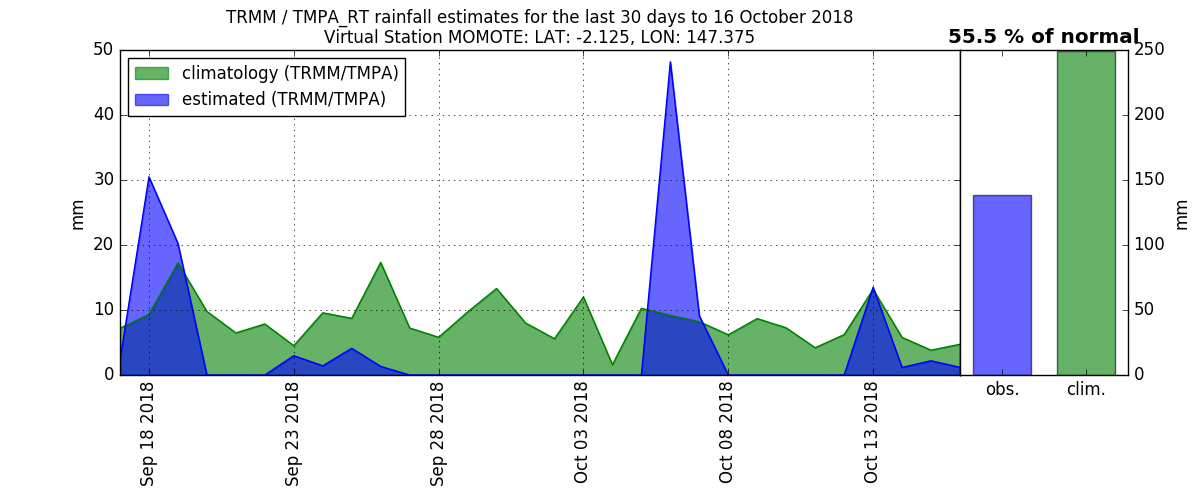 TRMM / TMPA_RT rainfall estimates for the last 30 days to 16 October 2018
Virtual Station MOMOTE: LAT: -2.125, LON: 147.375
55.5 % of normal
climatology (TRMM/TMPA)
estimated (TRMM/TMPA)
50
40
30
20
10
0
mm
Sep 18 2018
Sep 23 2018
Sep 28 2018
Oct 03 2018
Oct 08 2018
Oct 13 2018
obs.
clim.
250
200
150
100
50
0
mm